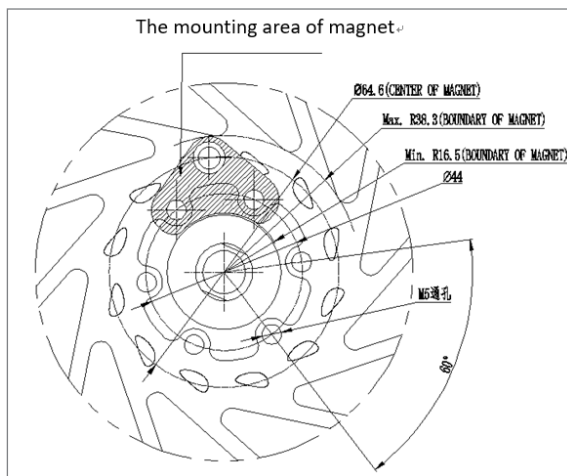 The mounting area of magnet
Ø64.6(CENTER OF MAGNET)
Max. R38.3(BOUNDARY OF MAGNET)
Min. R16.5(BOUNDARY OF MAGNET)
Ø44
M5通孔
60°